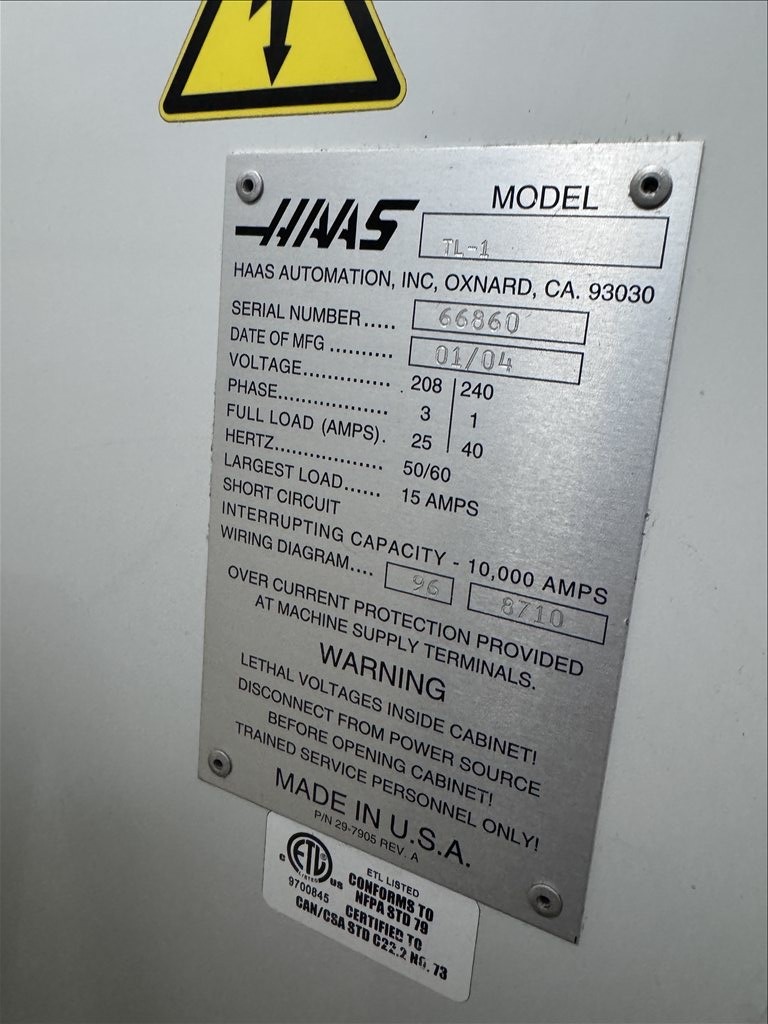 HAAS
MODEL
TL-1
HAAS AUTOMATION, INC, OXNARD, CA. 93030
SERIAL NUMBER..... 66860
DATE OF MFG .......... 01/04
VOLTAGE.............. 208 | 240
PHASE................. 3 | 1
FULL LOAD (AMPS). 25 | 40
HERTZ................. 50/60
LARGEST LOAD...... 15 AMPS
SHORT CIRCUIT
INTERRUPTING CAPACITY - 10,000 AMPS
WIRING DIAGRAM.... 96 8710
OVER CURRENT PROTECTION PROVIDED
AT MACHINE SUPPLY TERMINALS.
WARNING
LETHAL VOLTAGES INSIDE CABINET!
DISCONNECT FROM POWER SOURCE
BEFORE OPENING CABINET!
TRAINED SERVICE PERSONNEL ONLY!
MADE IN U.S.A.
P/N 29-7905 REV. A
ETL LISTED
C US
9700845
ETL LISTED
CONFORMS TO
NFPA STD 79
CERTIFIED TO
CAN/CSA STD C22.2 NO. 73